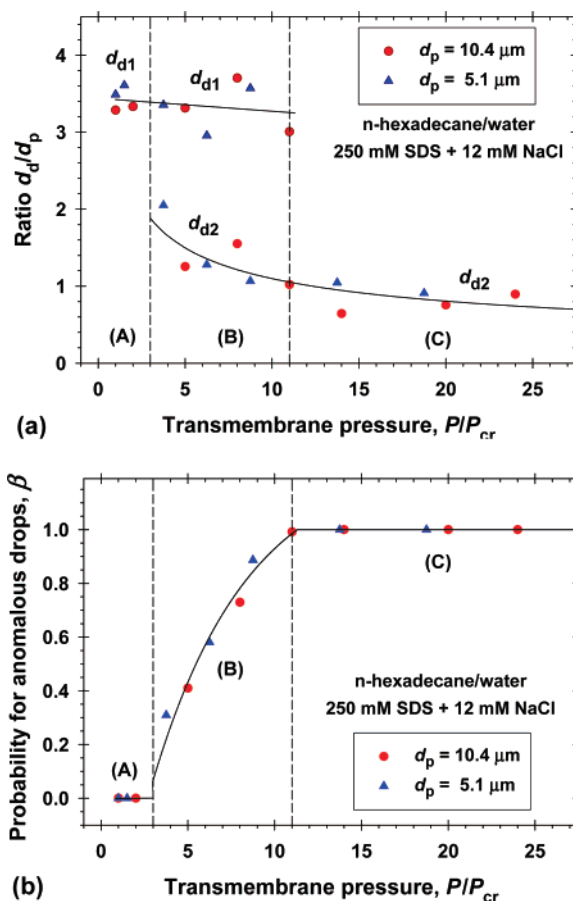 4
3
2
1
0
0 5 10 15 20 25
Ratio d_d/d_p
d_d1
d_d1
d_p = 10.4 μm
d_p = 5.1 μm
n-hexadecane/water
250 mM SDS + 12 mM NaCl
d_d2
d_d2
(A)
(B)
(C)
Transmembrane pressure, P/P_cr
(a)
Probability for anomalous drops, β
1.0
0.8
0.6
0.4
0.2
0.0
(C)
(B)
(A)
n-hexadecane/water
250 mM SDS + 12 mM NaCl
d_p = 10.4 μm
d_p = 5.1 μm
0 5 10 15 20 25
Transmembrane pressure, P/P_cr
(b)